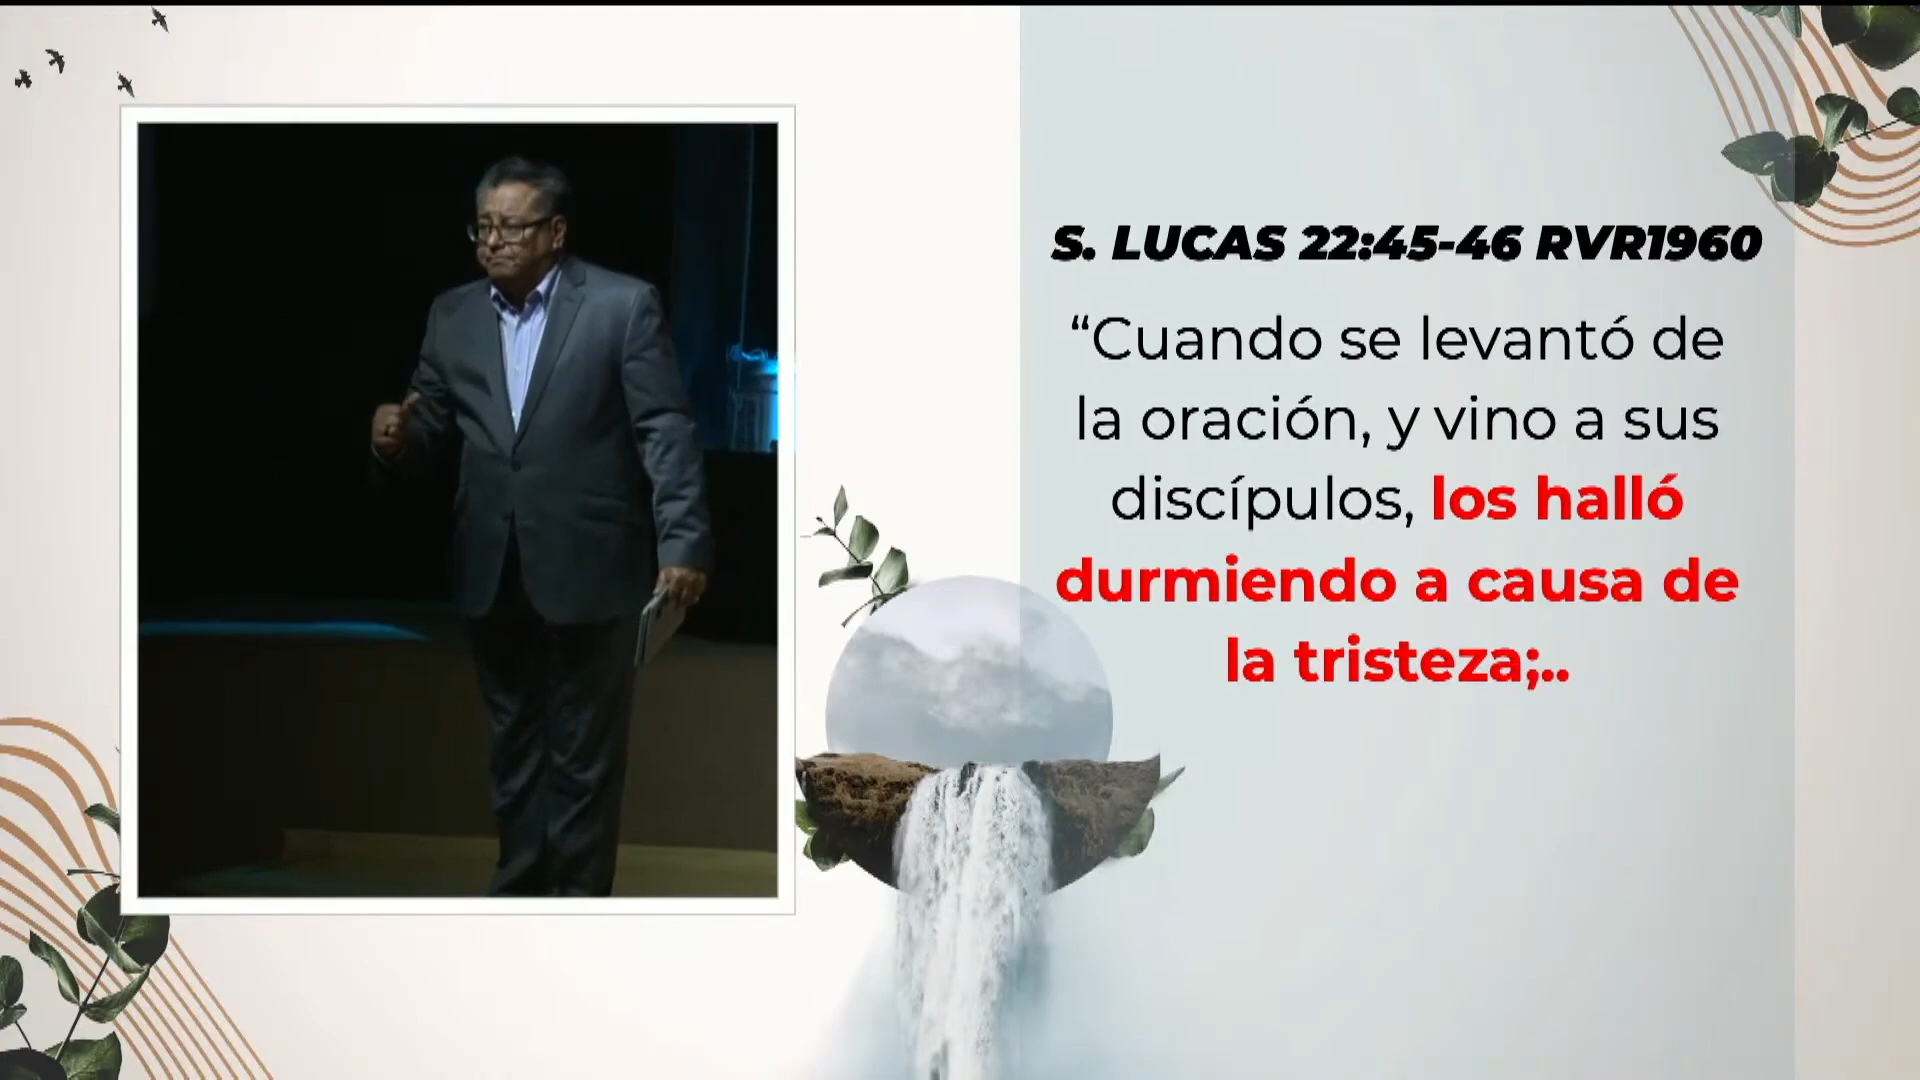 S. LUCAS 22:45-46 RVR1960
“Cuando se levantó de
la oración, y vino a sus
discípulos, los halló
durmiendo a causa de
la tristeza;..